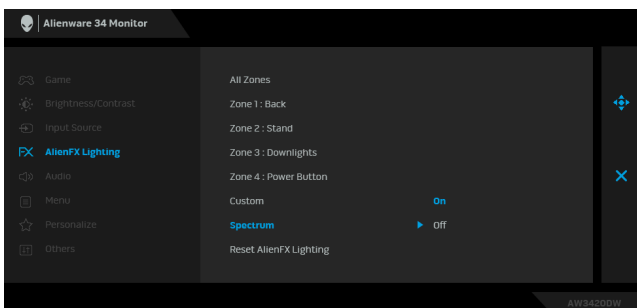 Alienware 34 Monitor
Game
Brightness/Contrast
Input Source
FX AlienFX Lighting
Audio
Menu
Personalize
Others
All Zones
Zone 1 : Back
Zone 2 : Stand
Zone 3 : Downlights
Zone 4 : Power Button
Custom On
Spectrum Off
Reset AlienFX Lighting
AW3420DW